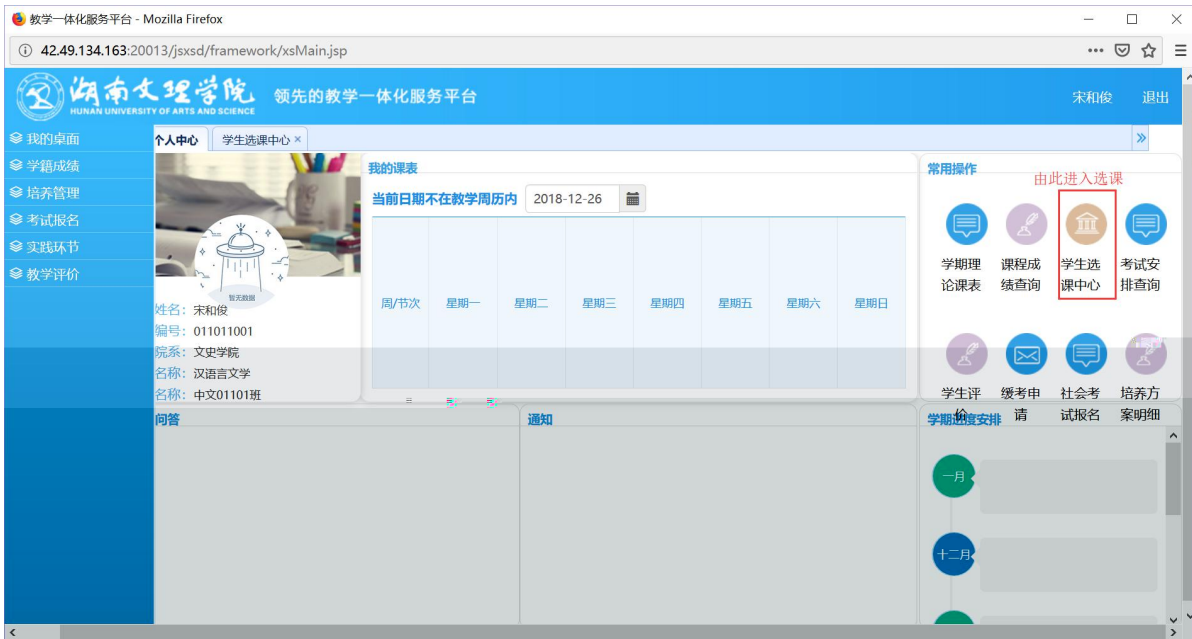 教学一体化服务平台 - Mozilla Firefox
42.49.134.163:20013/jsxsd/framework/xsMain.jsp
湖南文理学院
HUNAN UNIVERSITY OF ARTS AND SCIENCE
领先的教学一体化服务平台
宋和俊 退出
我的桌面
学籍成绩
培养管理
考试报名
实践环节
教学评价
个人中心 学生选课中心
暂无数据
姓名：宋和俊
编号：011011001
院系：文史学院
名称：汉语言文学
名称：中文01101班
我的课表
当前日期不在教学周历内 2018-12-26
周/节次 星期一 星期二 星期三 星期四 星期五 星期六 星期日
常用操作
由此进入选课
学期理论课表
课程成绩查询
学生选课中心
考试安排查询
学生评价
缓考申请
社会考试报名
培养方案明细
问答
通知
学期进度安排
一月
十二月